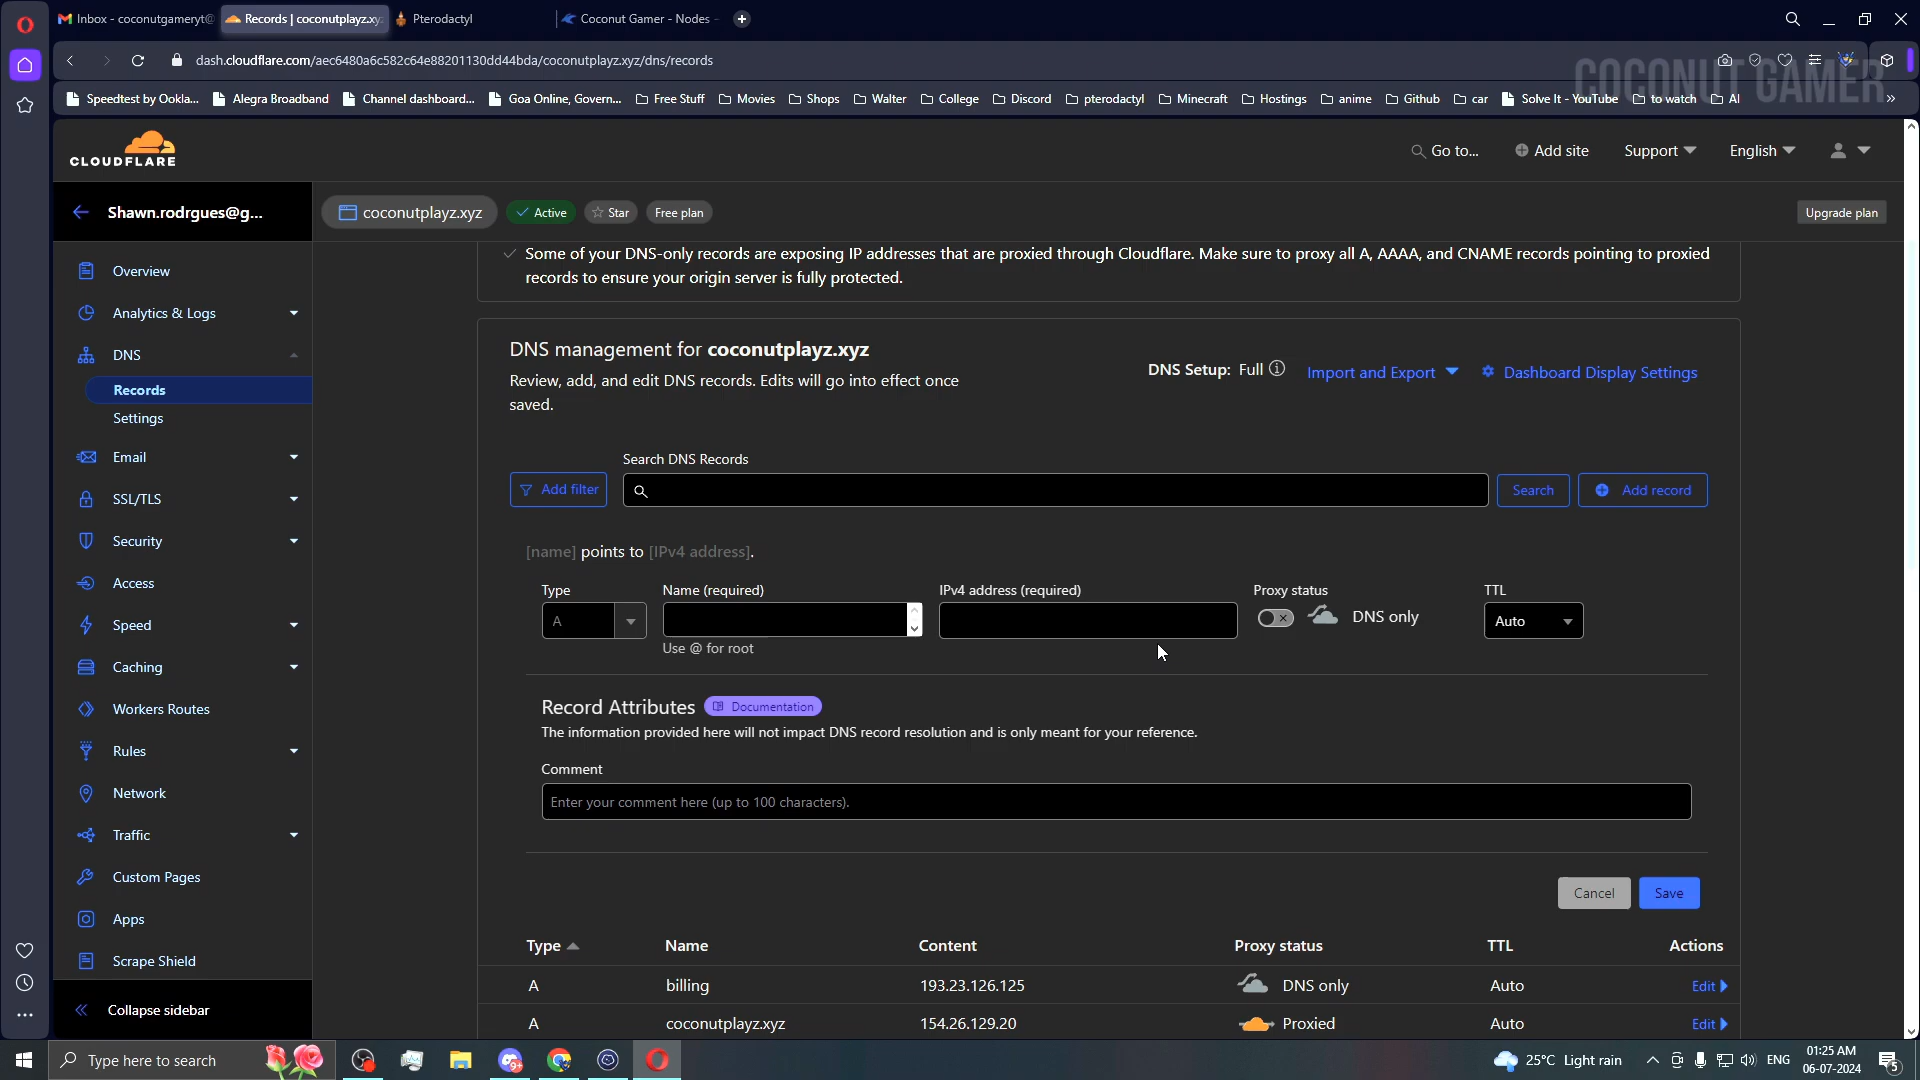 Inbox - coconutgameryt@
Records | coconutplayz.xy
Pterodactyl
Coconut Gamer - Nodes -
dash.cloudflare.com/aec6480a6c582c64e88201130dd44bda/coconutplayz.xyz/dns/records
COCONUT GAMER
Speedtest by Ookla...
Alegra Broadband
Channel dashboard...
Goa Online, Govern...
Free Stuff
Movies
Shops
Walter
College
Discord
pterodactyl
Minecraft
Hostings
anime
Github
car
Solve It - YouTube
to watch
AI
»
CLOUDFLARE
Go to...
Add site
Support
English
Shawn.rodrgues@g...
coconutplayz.xyz
Active
Star
Free plan
Upgrade plan
Overview
Analytics & Logs
DNS
Records
Settings
Email
SSL/TLS
Security
Access
Speed
Caching
Workers Routes
Rules
Network
Traffic
Custom Pages
Apps
Scrape Shield
Collapse sidebar
Some of your DNS-only records are exposing IP addresses that are proxied through Cloudflare. Make sure to proxy all A, AAAA, and CNAME records pointing to proxied
records to ensure your origin server is fully protected.
DNS management for coconutplayz.xyz
Review, add, and edit DNS records. Edits will go into effect once
saved.
DNS Setup: Full
Import and Export
Dashboard Display Settings
Search DNS Records
Add filter
Search
Add record
[name] points to [IPv4 address].
Type
Name (required)
IPv4 address (required)
Proxy status
TTL
A
DNS only
Auto
Use @ for root
Record Attributes
Documentation
The information provided here will not impact DNS record resolution and is only meant for your reference.
Comment
Enter your comment here (up to 100 characters).
Cancel
Save
Type Name Content Proxy status TTL Actions
A billing 193.23.126.125 DNS only Auto Edit
A coconutplayz.xyz 154.26.129.20 Proxied Auto Edit
Type here to search
9+
25°C Light rain
ENG
01:25 AM
06-07-2024
5